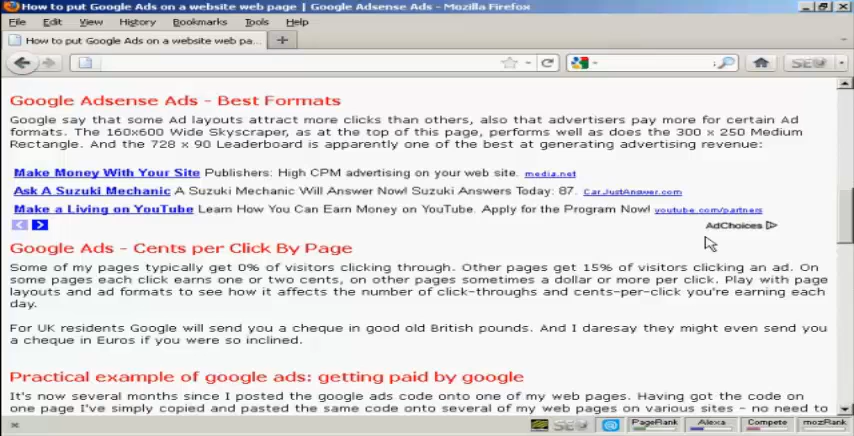 How to put Google Ads on a website web page | Google Adsense Ads - Mozilla Firefox
File Edit View History Bookmarks Tools Help
How to put Google Ads on a website web pa...
SEO
Google Adsense Ads - Best Formats
Google say that some Ad layouts attract more clicks than others, also that advertisers pay more for certain Ad
formats. The 160x600 Wide Skyscraper, as at the top of this page, performs well as does the 300 x 250 Medium
Rectangle. And the 728 x 90 Leaderboard is apparently one of the best at generating advertising revenue:
Make Money With Your Site Publishers: High CPM advertising on your web site. media.net
Ask A Suzuki Mechanic A Suzuki Mechanic Will Answer Now! Suzuki Answers Today: 87. CarJustAnswer.com
Make a Living on YouTube Learn How You Can Earn Money on YouTube. Apply for the Program Now! youtube.com/partners
AdChoices
Google Ads - Cents per Click By Page
Some of my pages typically get 0% of visitors clicking through. Other pages get 15% of visitors clicking an ad. On
some pages each click earns one or two cents, on other pages sometimes a dollar or more per click. Play with page
layouts and ad formats to see how it affects the number of click-throughs and cents-per-click you're earning each
day.
For UK residents Google will send you a cheque in good old British pounds. And I daresay they might even send you
a cheque in Euros if you were so inclined.
Practical example of google ads: getting paid by google
It's now several months since I posted the google ads code onto one of my web pages. Having got the code on
one page I've simply copied and pasted the same code onto several of my web pages on various sites - no need to
SEO PageRank Alexa Compete mozRank